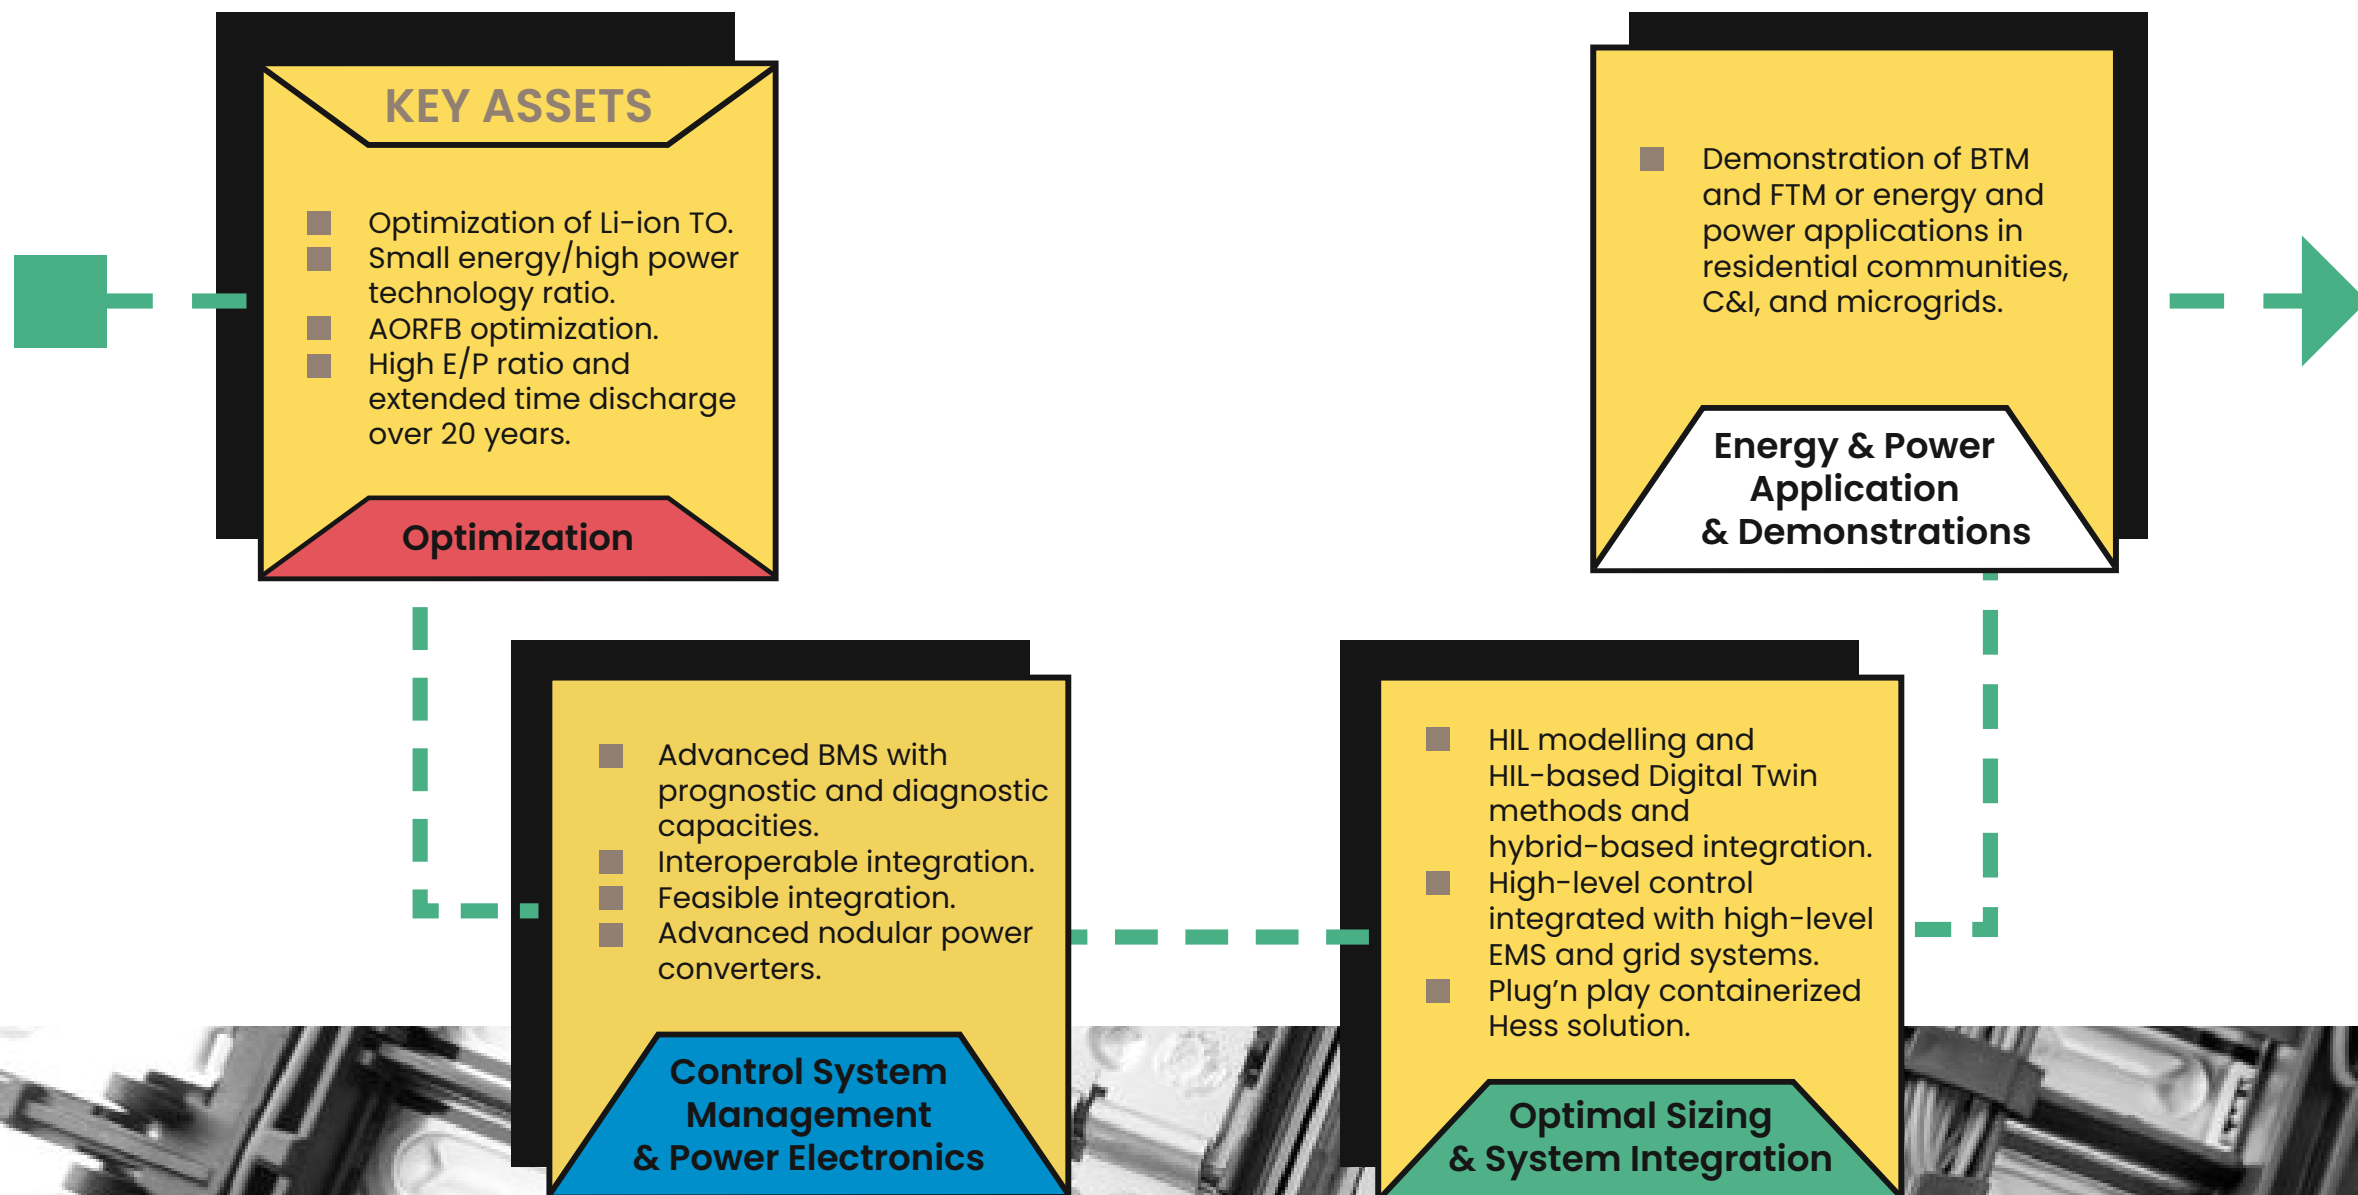 KEY ASSETS
Optimization of Li-ion TO.
Small energy/high power
technology ratio.
AORFB optimization.
High E/P ratio and
extended time discharge
over 20 years.
Optimization
Advanced BMS with
prognostic and diagnostic
capacities.
Interoperable integration.
Feasible integration.
Advanced nodular power
converters.
Control System
Management
& Power Electronics
HIL modelling and
HIL-based Digital Twin
methods and
hybrid-based integration.
High-level control
integrated with high-level
EMS and grid systems.
Plug’n play containerized
Hess solution.
Optimal Sizing
& System Integration
Demonstration of BTM
and FTM or energy and
power applications in
residential communities,
C&I, and microgrids.
Energy & Power
Application
& Demonstrations